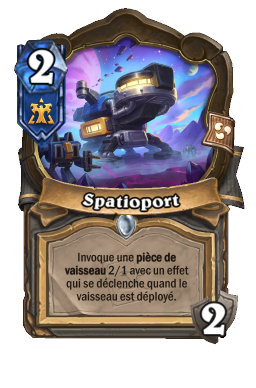 2
Spatioport
Invoque une pièce de
vaisseau 2/1 avec un effet
qui se déclenche quand le
vaisseau est déployé.
2